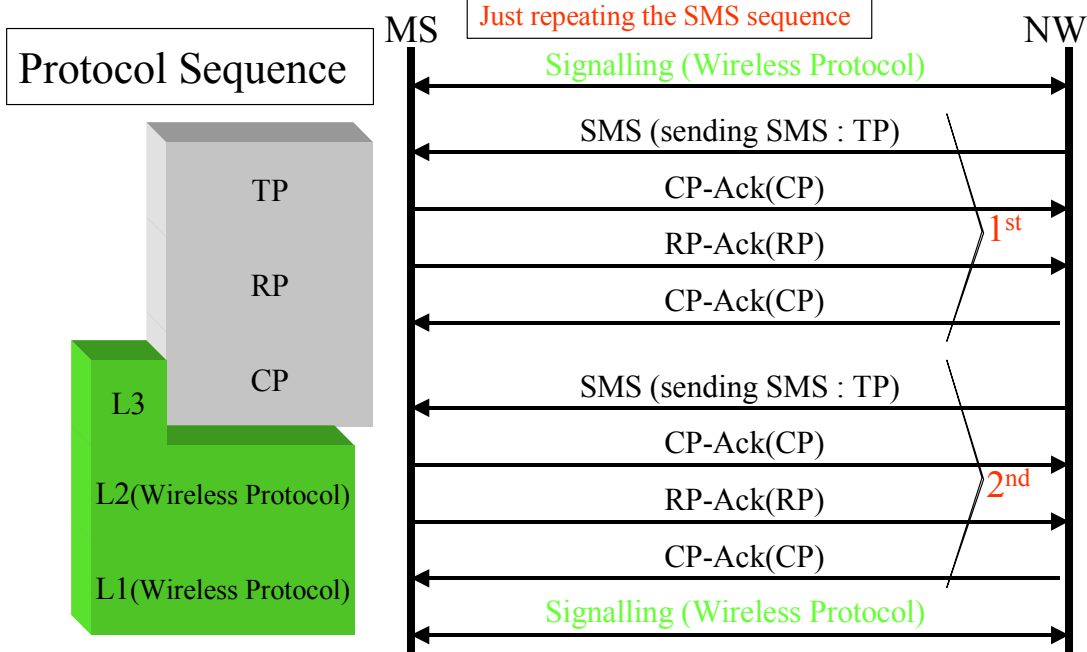 Just repeating the SMS sequence
MS
NW
Protocol Sequence
Signalling (Wireless Protocol)
SMS (sending SMS : TP)
CP-Ack(CP)
RP-Ack(RP)
CP-Ack(CP)
1st
SMS (sending SMS : TP)
CP-Ack(CP)
RP-Ack(RP)
CP-Ack(CP)
2nd
Signalling (Wireless Protocol)
TP
RP
CP
L3
L2(Wireless Protocol)
L1(Wireless Protocol)